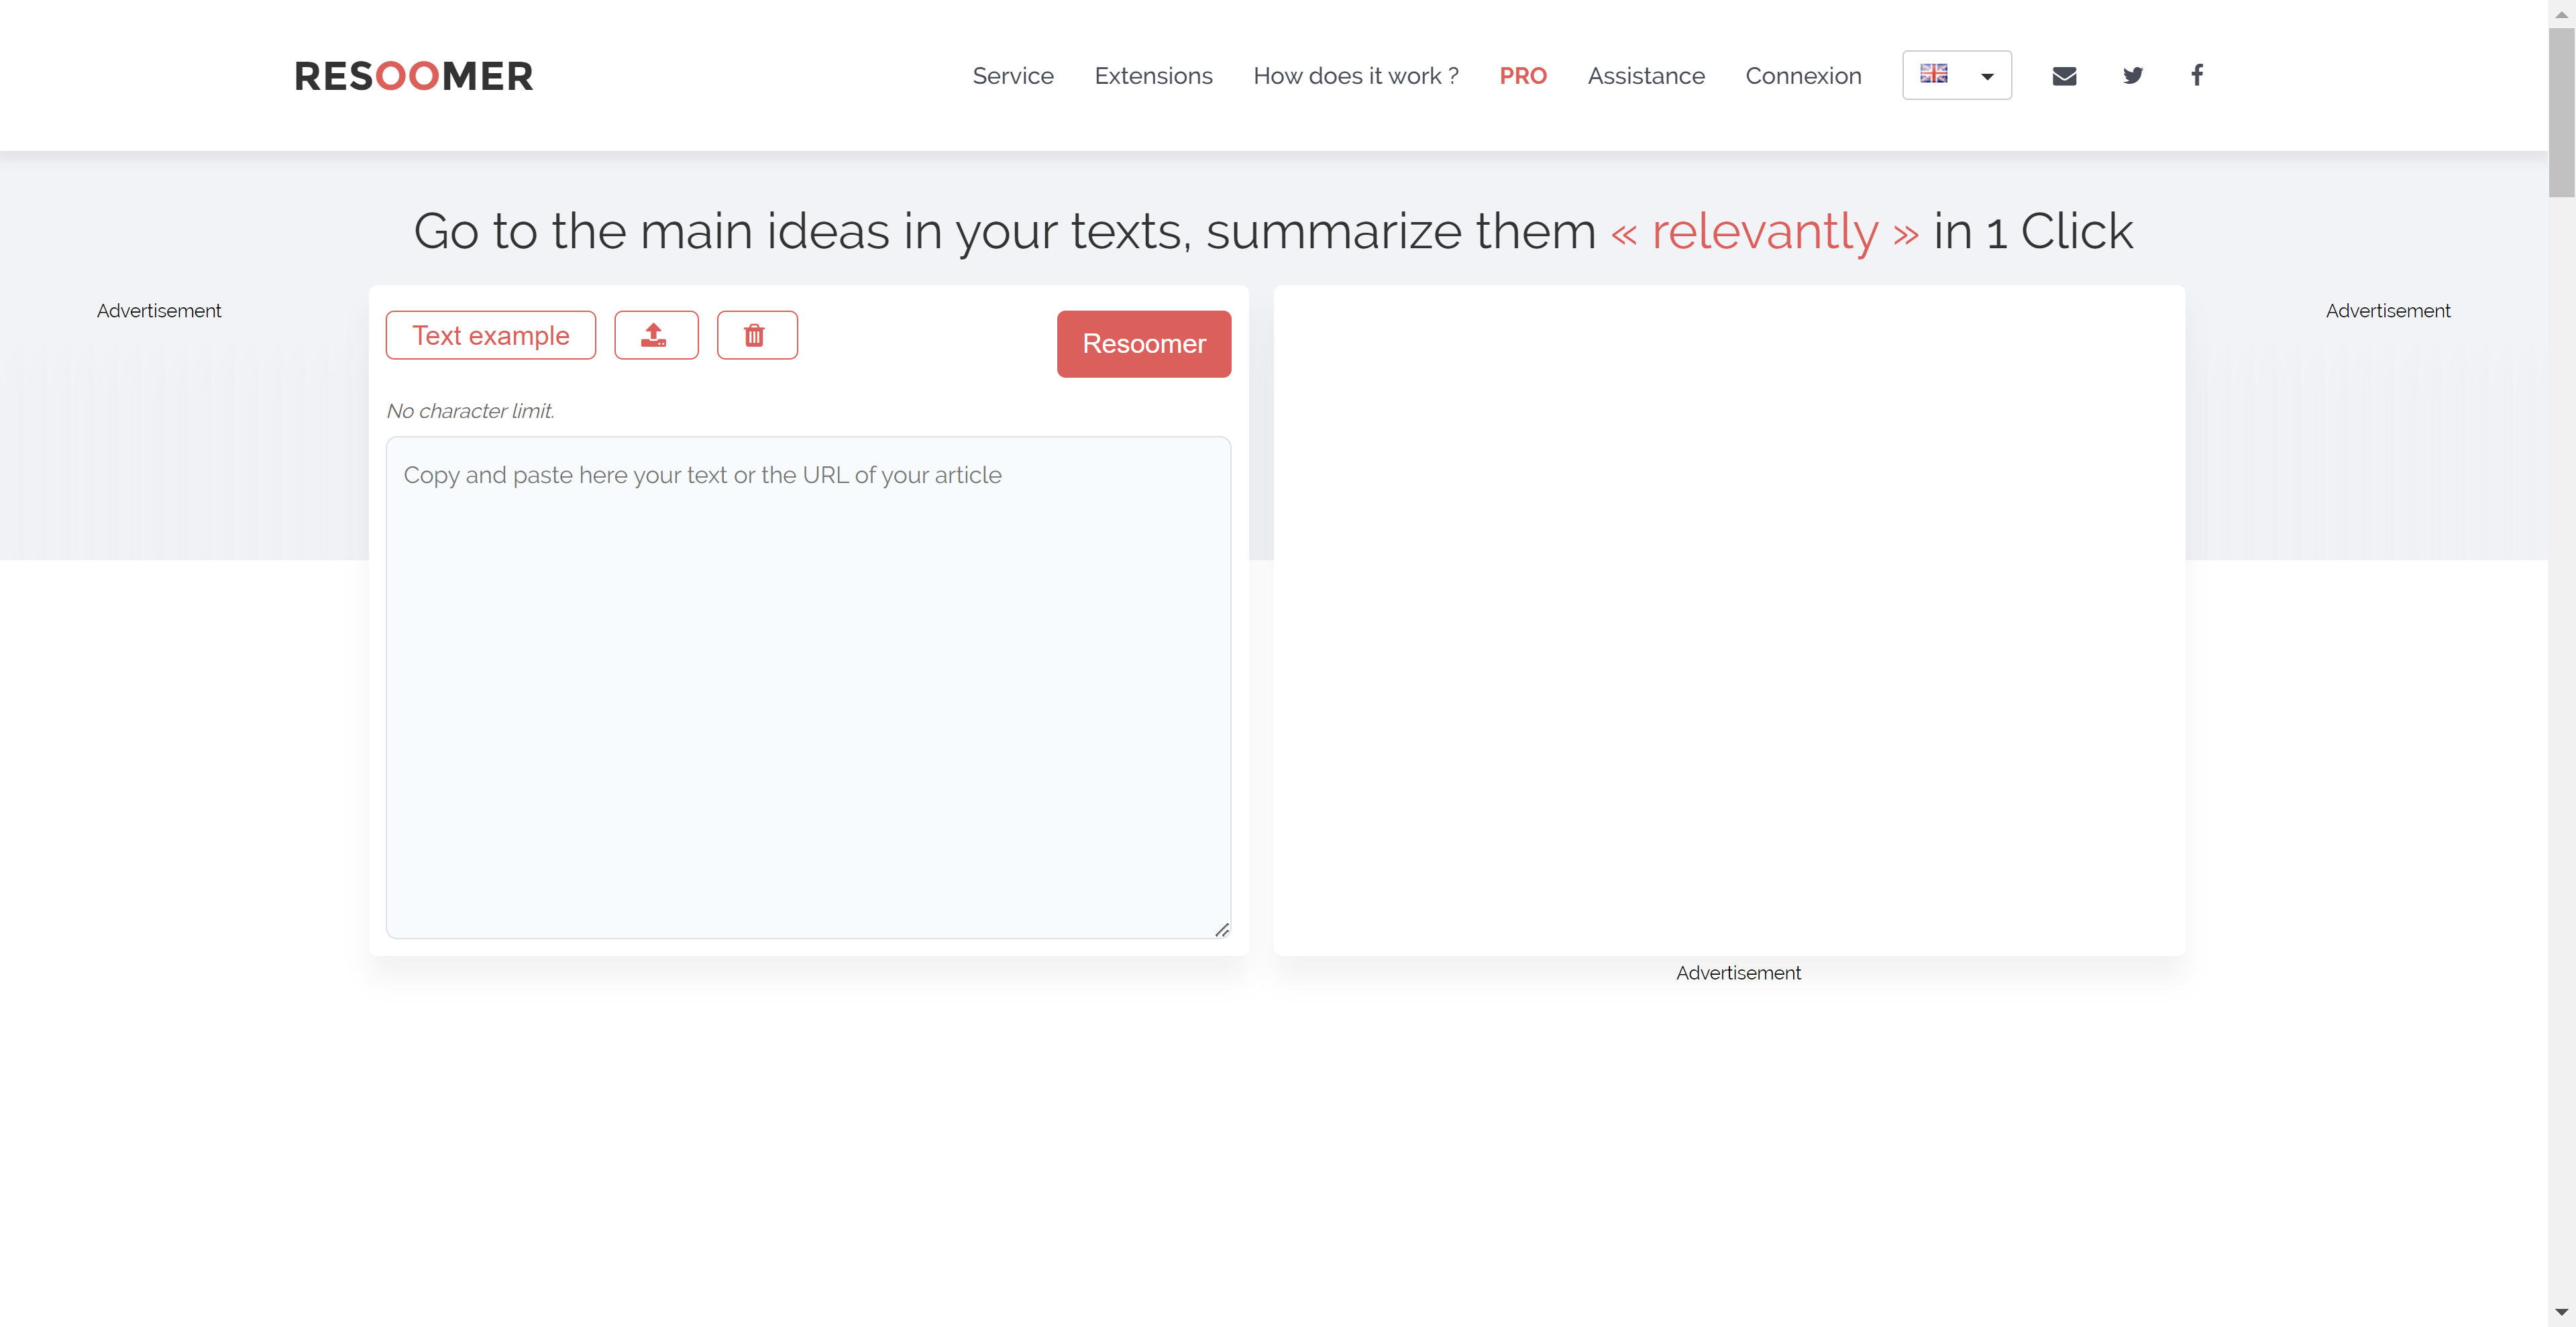 RESOOMER
Service Extensions How does it work ? PRO Assistance Connexion
Go to the main ideas in your texts, summarize them « relevantly » in 1 Click
Advertisement
Advertisement
Text example
Resoomer
No character limit.
Copy and paste here your text or the URL of your article
Advertisement